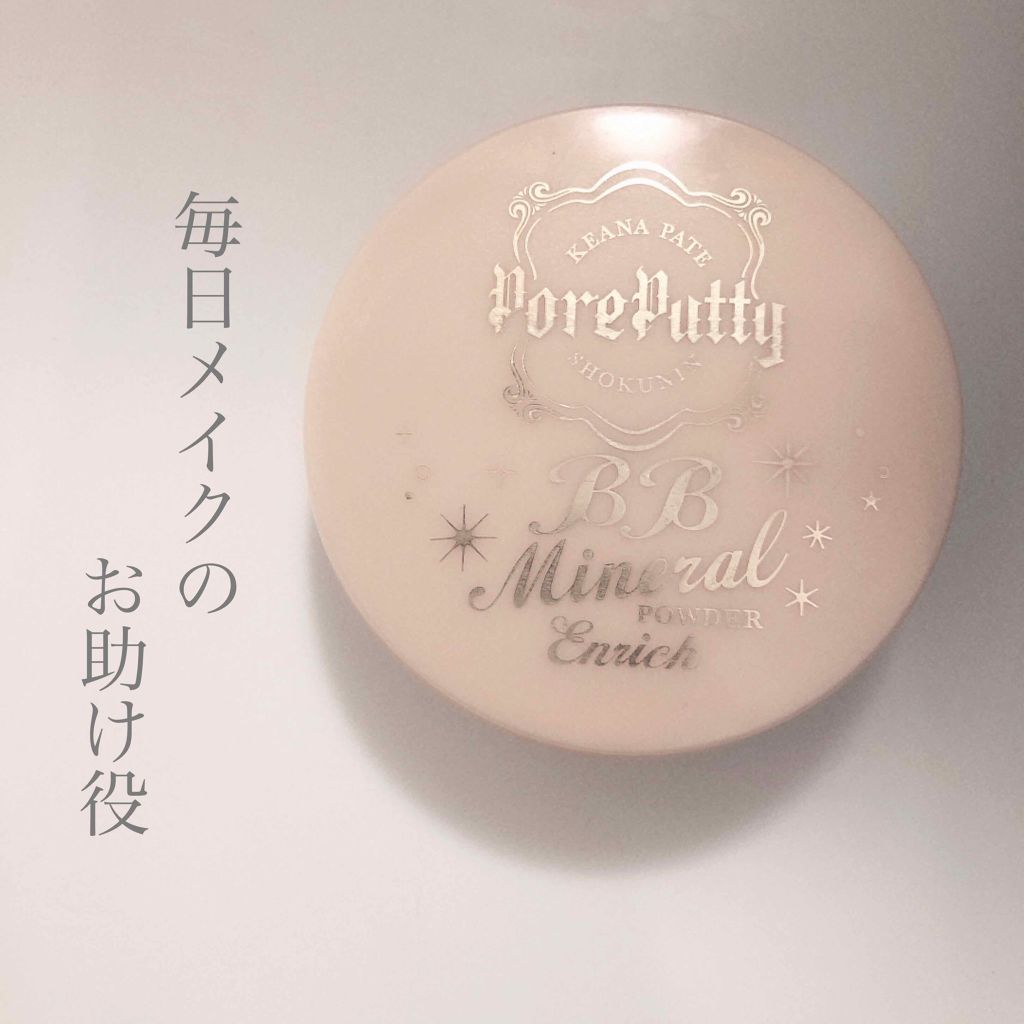 毎日メイクの
お助け役
KEANA PATE
PorePutty
SHOKUNIN
BB
Mineral
POWDER
Enrich